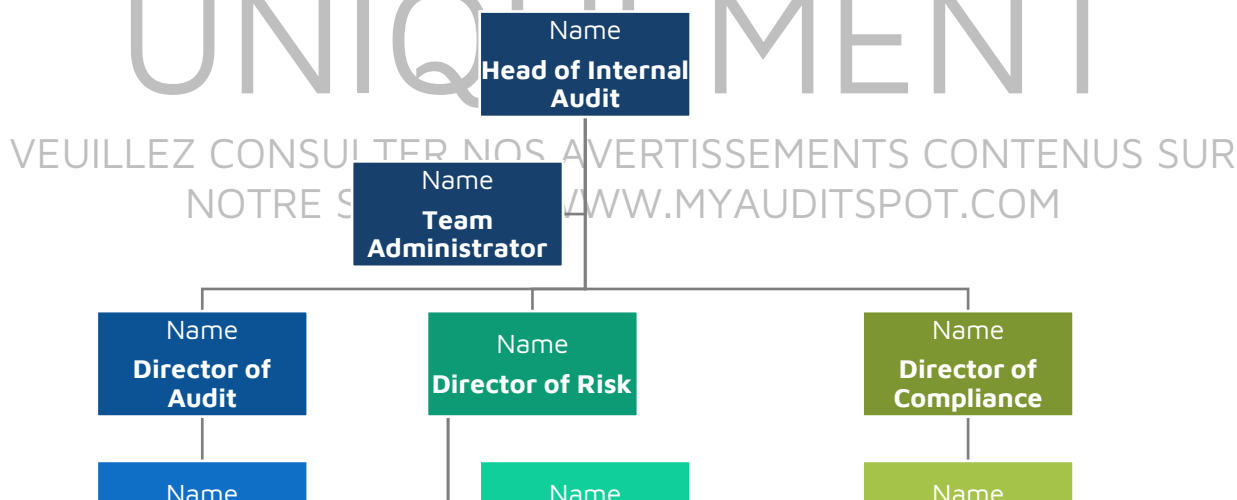 UNIQUEMENT
Name
Head of Internal
Audit
VEUILLEZ CONSULTER NOS AVERTISSEMENTS CONTENUS SUR
Name
NOTRE S WWW.MYAUDITSPOT.COM
Team
Administrator
Name
Director of
Audit
Name
Director of Risk
Name
Director of
Compliance
Name
Name
Name